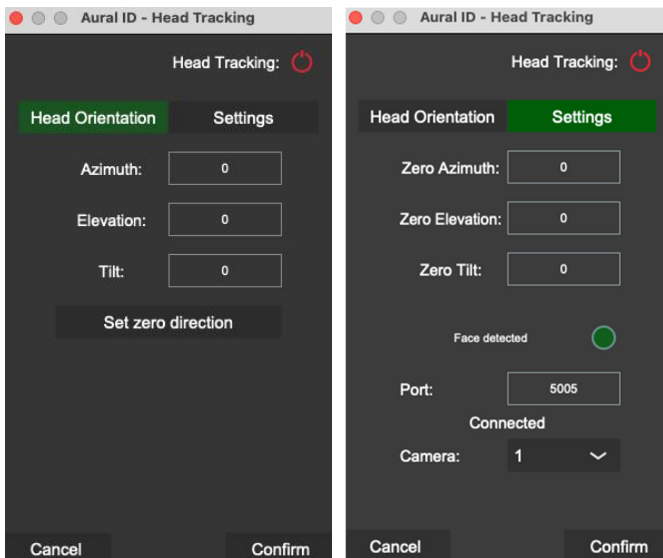 Aural ID - Head Tracking
Head Tracking:
Head Orientation Settings
Azimuth: 0
Elevation: 0
Tilt: 0
Set zero direction
Cancel Confirm
Aural ID - Head Tracking
Head Tracking:
Head Orientation Settings
Zero Azimuth: 0
Zero Elevation: 0
Zero Tilt: 0
Face detected
Port: 5005
Connected
Camera: 1
Cancel Confirm